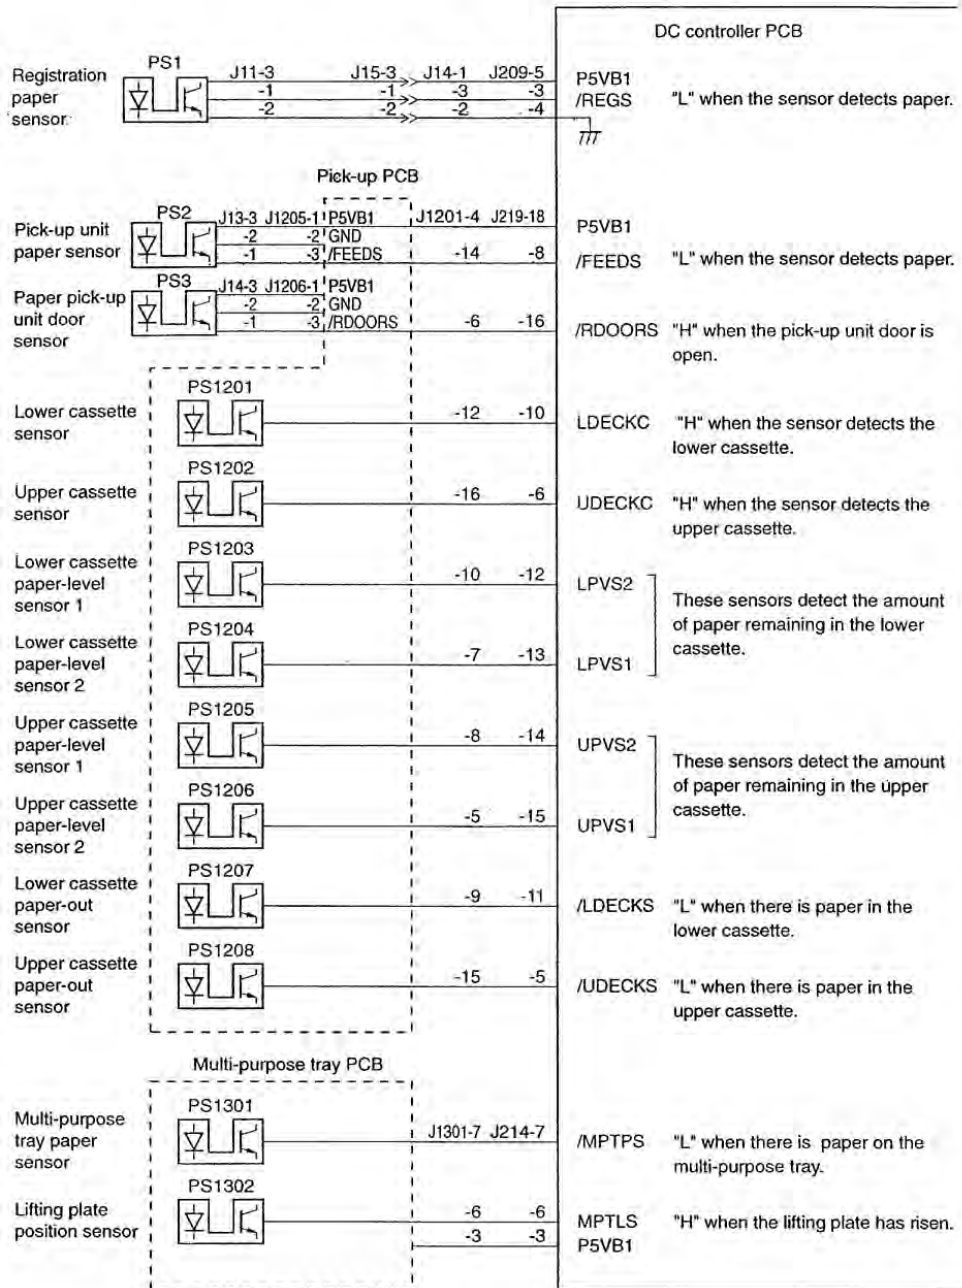 DC controller PCB
PS1
Registration
paper
sensor
J11-3 J15-3 J14-1 J209-5 P5VB1
-1 -1 -3 -3 /REGS "L" when the sensor detects paper.
-2 -2 -2 -4
Pick-up PCB
PS2
Pick-up unit
paper sensor
J13-3 J1205-1 P5VB1 J1201-4 J219-18 P5VB1
-2 -2 GND
-1 -3 /FEEDS -14 -8 /FEEDS "L" when the sensor detects paper.
PS3
Paper pick-up
unit door
sensor
J14-3 J1206-1 P5VB1
-2 -2 GND
-1 -3 /RDOORS -6 -16 /RDOORS "H" when the pick-up unit door is
open.
PS1201
Lower cassette
sensor
-12 -10 LDECKC "H" when the sensor detects the
lower cassette.
PS1202
Upper cassette
sensor
-16 -6 UDECKC "H" when the sensor detects the
upper cassette.
PS1203
Lower cassette
paper-level
sensor 1
-10 -12 LPVS2
These sensors detect the amount
of paper remaining in the lower
cassette.
PS1204
Lower cassette
paper-level
sensor 2
-7 -13 LPVS1
PS1205
Upper cassette
paper-level
sensor 1
-8 -14 UPVS2
These sensors detect the amount
of paper remaining in the upper
cassette.
PS1206
Upper cassette
paper-level
sensor 2
-5 -15 UPVS1
PS1207
Lower cassette
paper-out
sensor
-9 -11 /LDECKS "L" when there is paper in the
lower cassette.
PS1208
Upper cassette
paper-out
sensor
-15 -5 /UDECKS "L" when there is paper in the
upper cassette.
Multi-purpose tray PCB
PS1301
Multi-purpose
tray paper
sensor
J1301-7 J214-7 /MPTPS "L" when there is paper on the
multi-purpose tray.
PS1302
Lifting plate
position sensor
-6 -6 MPTLS "H" when the lifting plate has risen.
-3 -3 P5VB1